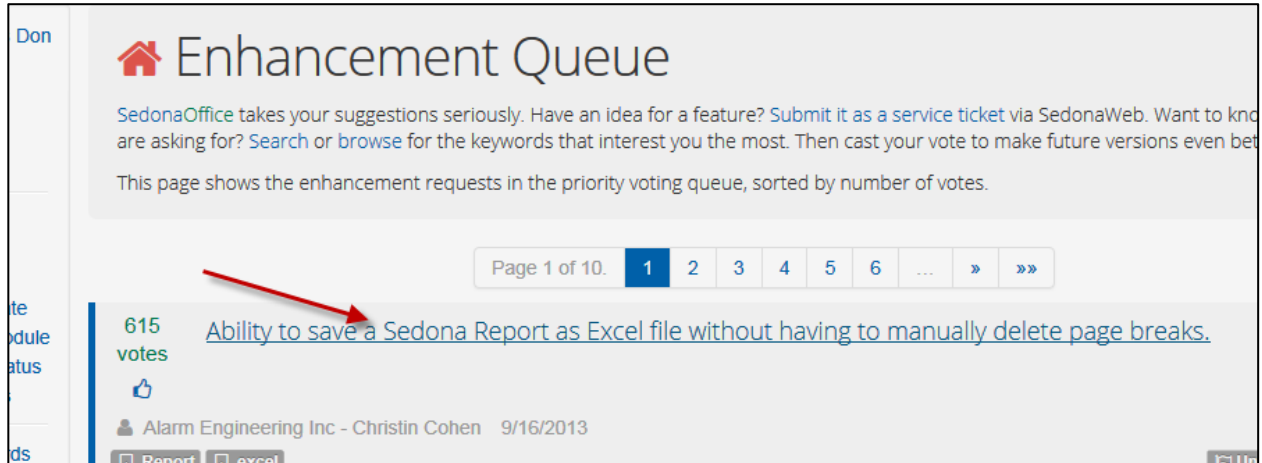 Don
Enhancement Queue
SedonaOffice takes your suggestions seriously. Have an idea for a feature? Submit it as a service ticket via SedonaWeb. Want to
are asking for? Search or browse for the keywords that interest you the most. Then cast your vote to make future versions even
This page shows the enhancement requests in the priority voting queue, sorted by number of votes.
Page 1 of 10. 1 2 3 4 5 6 ... » »»
615 votes
Ability to save a Sedona Report as Excel file without having to manually delete page breaks.
Alarm Engineering Inc - Christin Cohen 9/16/2013
Report excel